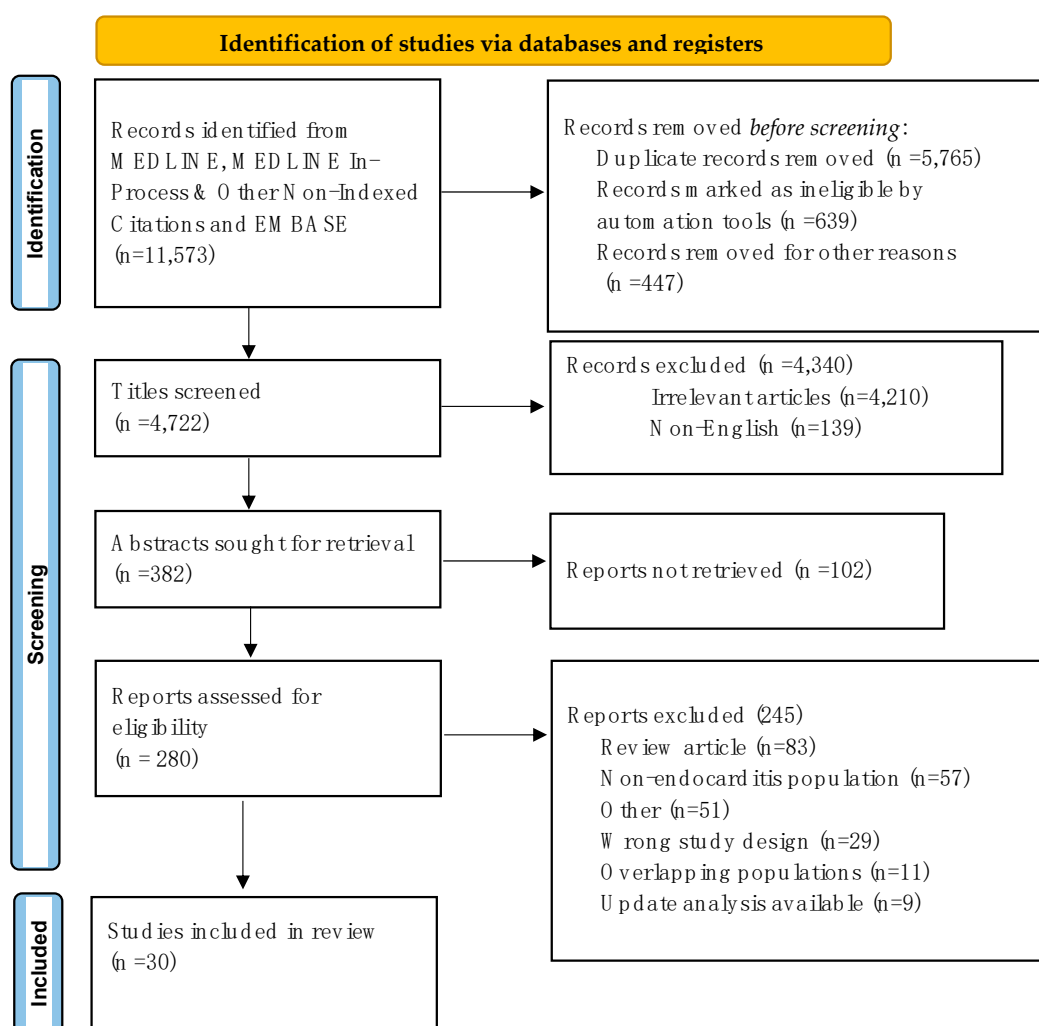 Identification of studies via databases and registers
Identification
Records identified from
MEDLINE, MEDLINE In-
Process & Other Non-Indexed
Citations and EMBASE
(n=11,573)
Records removed before screening:
Duplicate records removed (n =5,765)
Records marked as ineligible by
automation tools (n =639)
Records removed for other reasons
(n =447)
Screening
Titles screened
(n =4,722)
Records excluded (n =4,340)
Irrelevant articles (n=4,210)
Non-English (n=139)
Abstracts sought for retrieval
(n =382)
Reports not retrieved (n =102)
Reports assessed for
eligibility
(n = 280)
Reports excluded (245)
Review article (n=83)
Non-endocarditis population (n=57)
Other (n=51)
Wrong study design (n=29)
Overlapping populations (n=11)
Update analysis available (n=9)
Included
Studies included in review
(n =30)